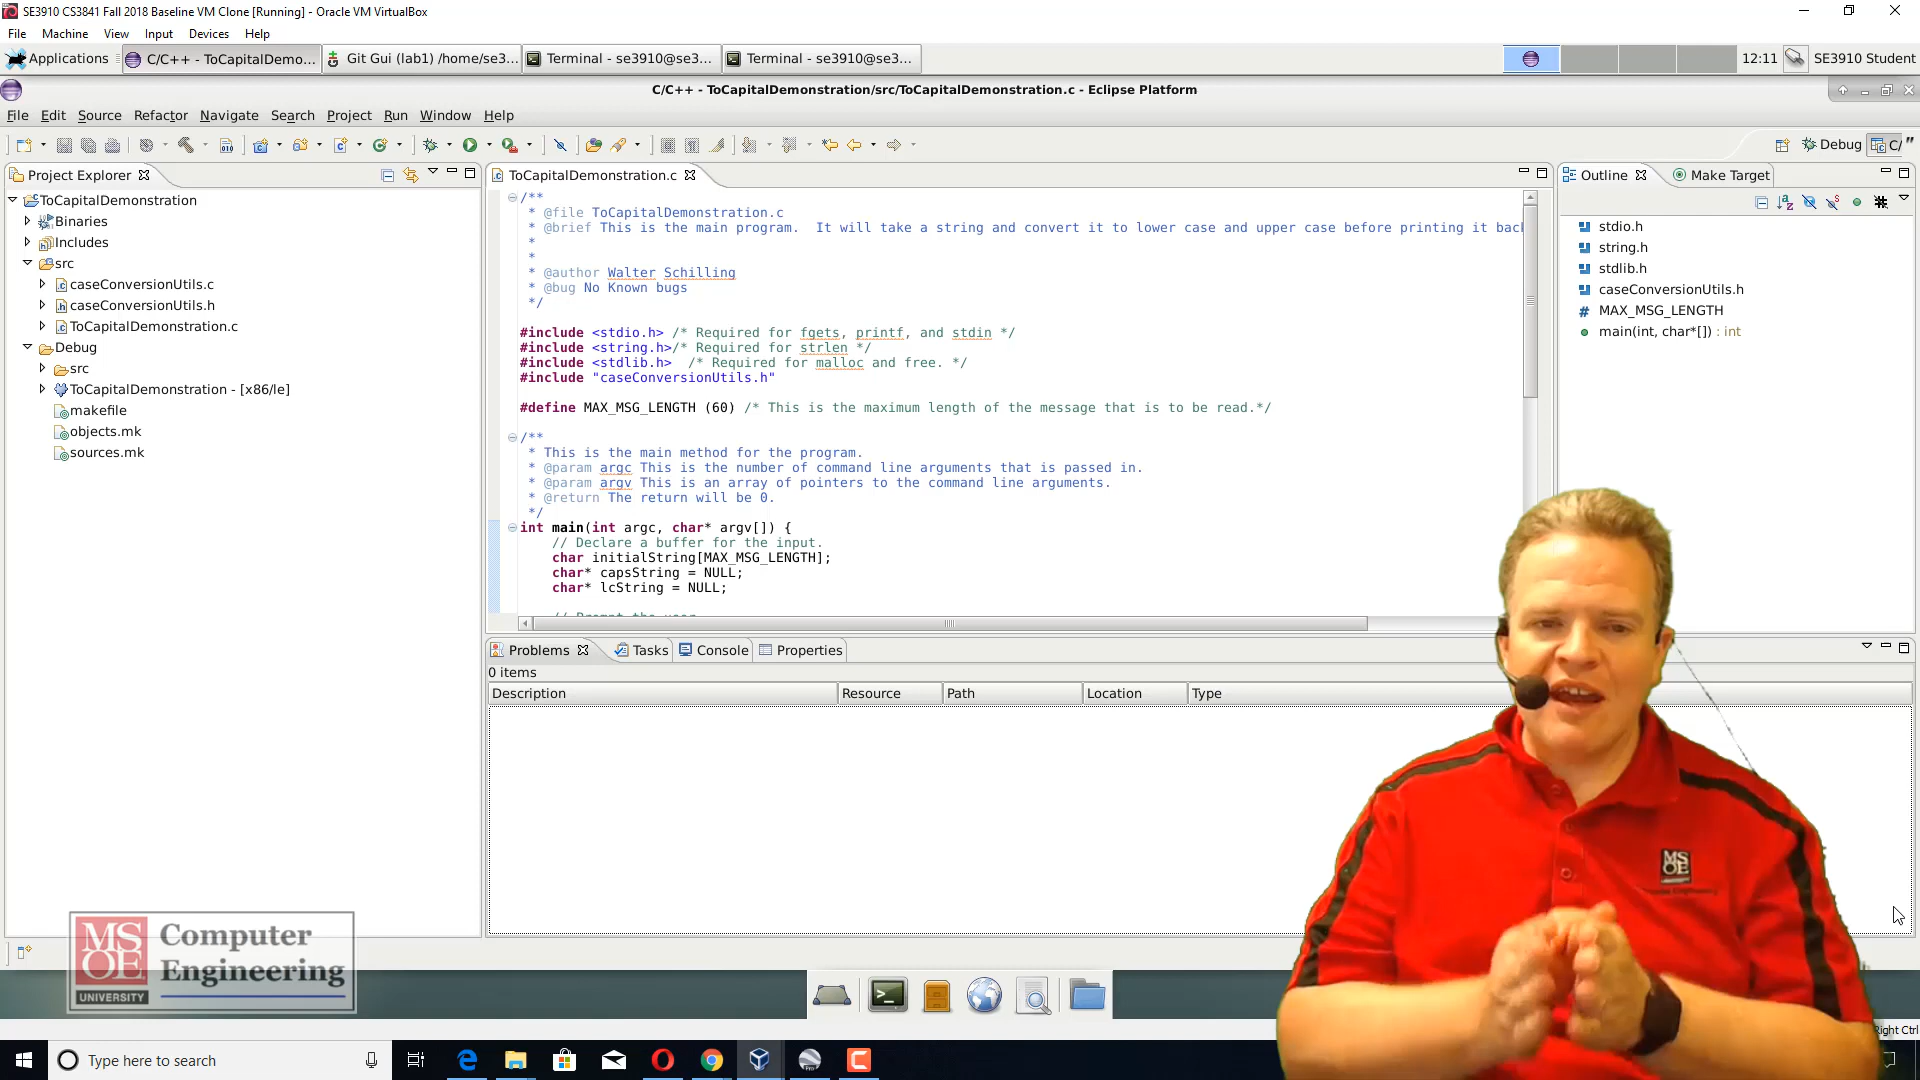 SE3910 CS3841 Fall 2018 Baseline VM Clone [Running] - Oracle VM VirtualBox
File Machine View Input Devices Help
Applications C/C++ - ToCapitalDemo... Git Gui (lab1) /home/se3... Terminal - se3910@se3... Terminal - se3910@se3... 12:11 SE3910 Student
C/C++ - ToCapitalDemonstration/src/ToCapitalDemonstration.c - Eclipse Platform
File Edit Source Refactor Navigate Search Project Run Window Help
Debug C/
Project Explorer
ToCapitalDemonstration
Binaries
Includes
src
caseConversionUtils.c
caseConversionUtils.h
ToCapitalDemonstration.c
Debug
src
ToCapitalDemonstration - [x86/le]
makefile
objects.mk
sources.mk
ToCapitalDemonstration.c
/**
* @file ToCapitalDemonstration.c
* @brief This is the main program.  It will take a string and convert it to lower case and upper case before printing it bac
*
*
* @author Walter Schilling
* @bug No Known bugs
*/
#include <stdio.h> /* Required for fgets, printf, and stdin */
#include <string.h>/* Required for strlen */
#include <stdlib.h>  /* Required for malloc and free. */
#include "caseConversionUtils.h"
#define MAX_MSG_LENGTH (60) /* This is the maximum length of the message that is to be read.*/
/**
* This is the main method for the program.
* @param argc This is the number of command line arguments that is passed in.
* @param argv This is an array of pointers to the command line arguments.
* @return The return will be 0.
*/
int main(int argc, char* argv[]) {
// Declare a buffer for the input.
char initialString[MAX_MSG_LENGTH];
char* capsString = NULL;
char* lcString = NULL;
// Prompt the user
Outline Make Target
stdio.h
string.h
stdlib.h
caseConversionUtils.h
# MAX_MSG_LENGTH
main(int, char*[]) : int
Problems Tasks Console Properties
0 items
Description Resource Path Location Type
MS
OE
MS
OE
UNIVERSITY
Computer
Engineering
Right Ctrl
Type here to search